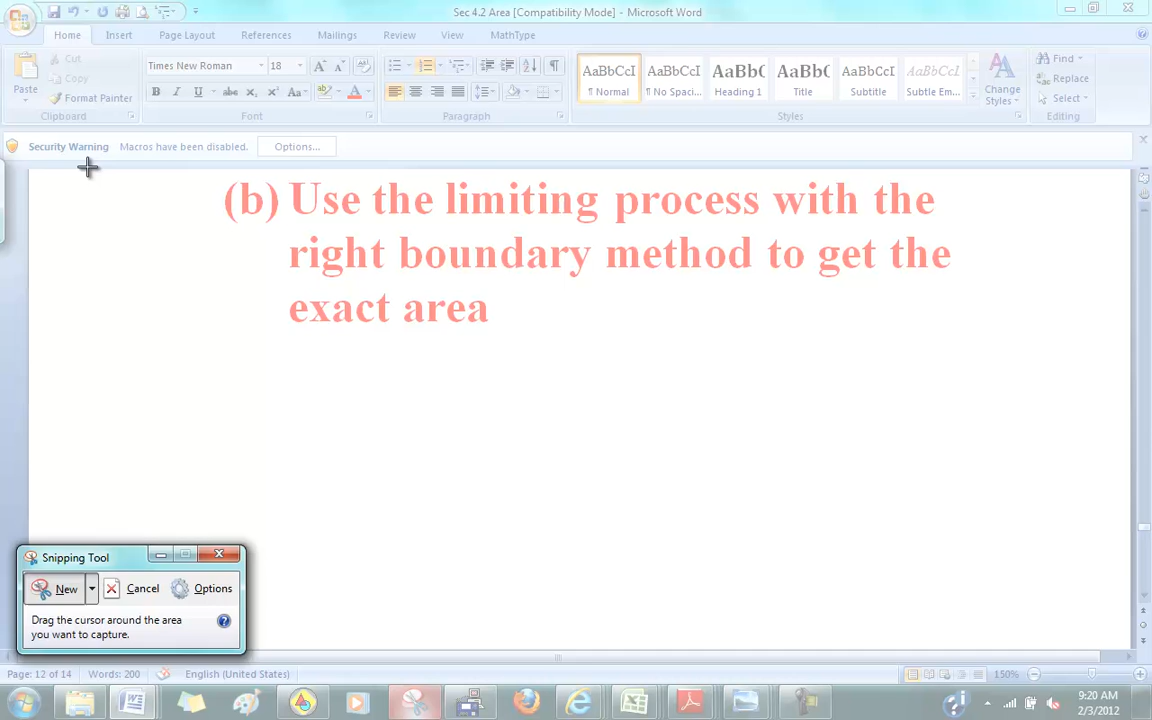 Sec 4.2 Area [Compatibility Mode] - Microsoft Word
Home Insert Page Layout References Mailings Review View MathType
Paste
Cut
Copy
Format Painter
Clipboard
Times New Roman 18
Font
Paragraph
AaBbCcI AaBbCcI AaBbC AaBb( AaBbCcI AaBbCcI
¶ Normal ¶ No Spaci... Heading 1 Title Subtitle Subtle Em...
Change Styles
Styles
Find
Replace
Select
Editing
Security Warning Macros have been disabled. Options...
(b) Use the limiting process with the
right boundary method to get the
exact area
Snipping Tool
New Cancel Options
Drag the cursor around the area
you want to capture.
Page: 12 of 14 Words: 200 English (United States) 150%
9:20 AM
2/3/2012